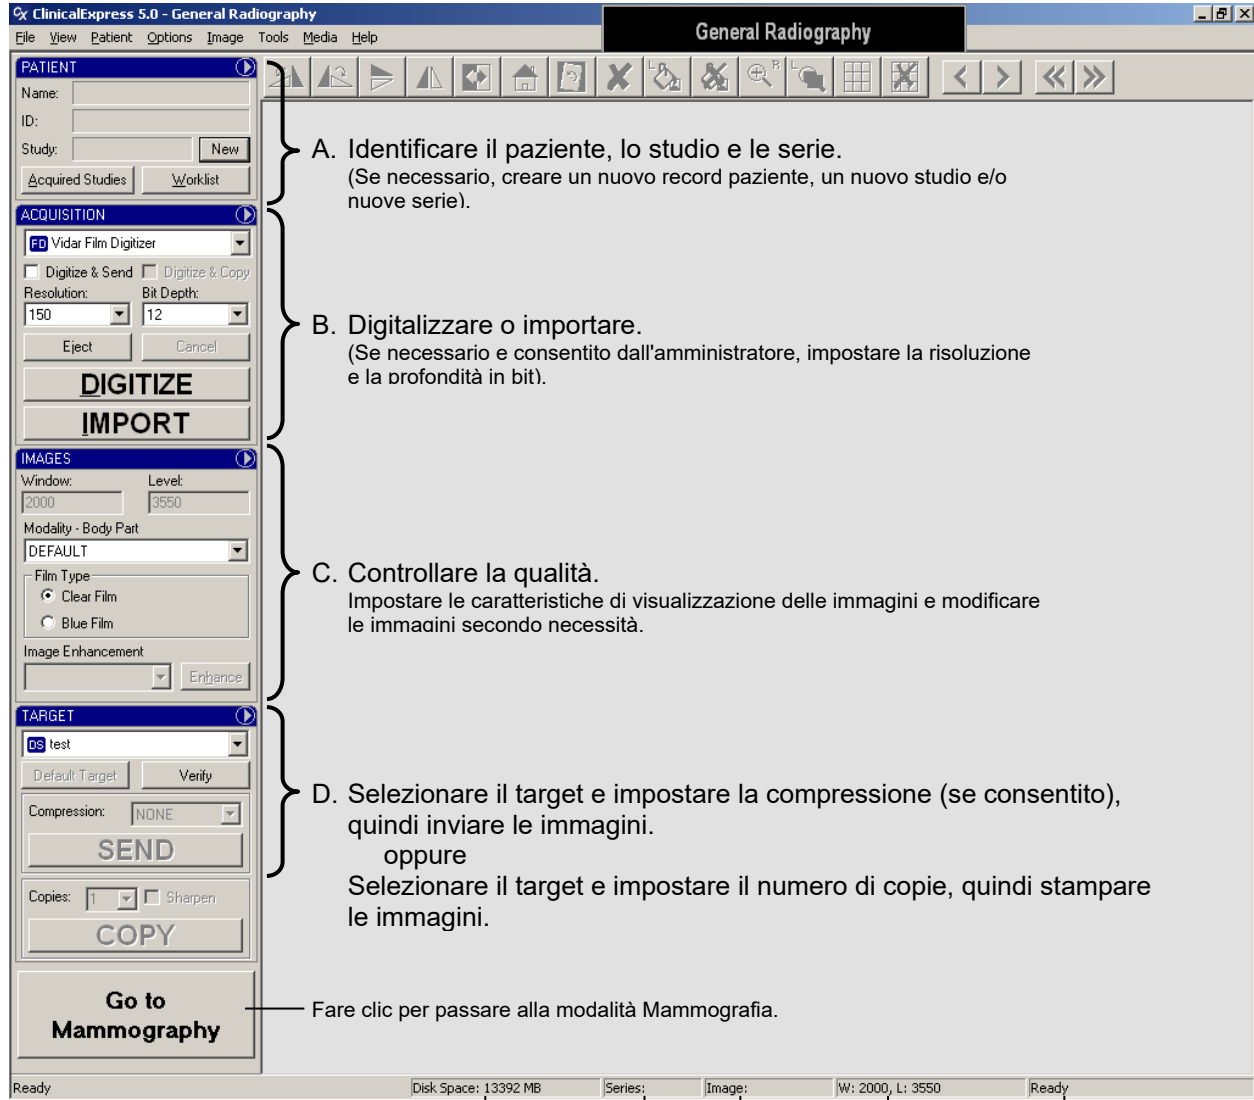 ClinicalExpress 5.0 - General Radiography
General Radiography
File View Patient Options Image Tools Media Help
PATIENT
Name:
ID:
Study: New
Acquired Studies Worklist
A. Identificare il paziente, lo studio e le serie.
(Se necessario, creare un nuovo record paziente, un nuovo studio e/o
nuove serie).
ACQUISITION
FD Vidar Film Digitizer
Digitize & Send Digitize & Copy
Resolution: Bit Depth:
150 12
Eject Cancel
DIGITIZE
IMPORT
B. Digitalizzare o importare.
(Se necessario e consentito dall'amministratore, impostare la risoluzione
e la profondità in bit).
IMAGES
Window: Level:
2000 3550
Modality - Body Part
DEFAULT
Film Type
Clear Film
Blue Film
Image Enhancement
Enhance
C. Controllare la qualità.
Impostare le caratteristiche di visualizzazione delle immagini e modificare
le immagini secondo necessità.
TARGET
DS test
Default Target Verify
Compression: NONE
SEND
Copies: 1 Sharpen
COPY
D. Selezionare il target e impostare la compressione (se consentito),
quindi inviare le immagini.
oppure
Selezionare il target e impostare il numero di copie, quindi stampare
le immagini.
Go to
Mammography
Fare clic per passare alla modalità Mammografia.
Ready Disk Space: 13392 MB Series: Image: W: 2000, L: 3550 Ready